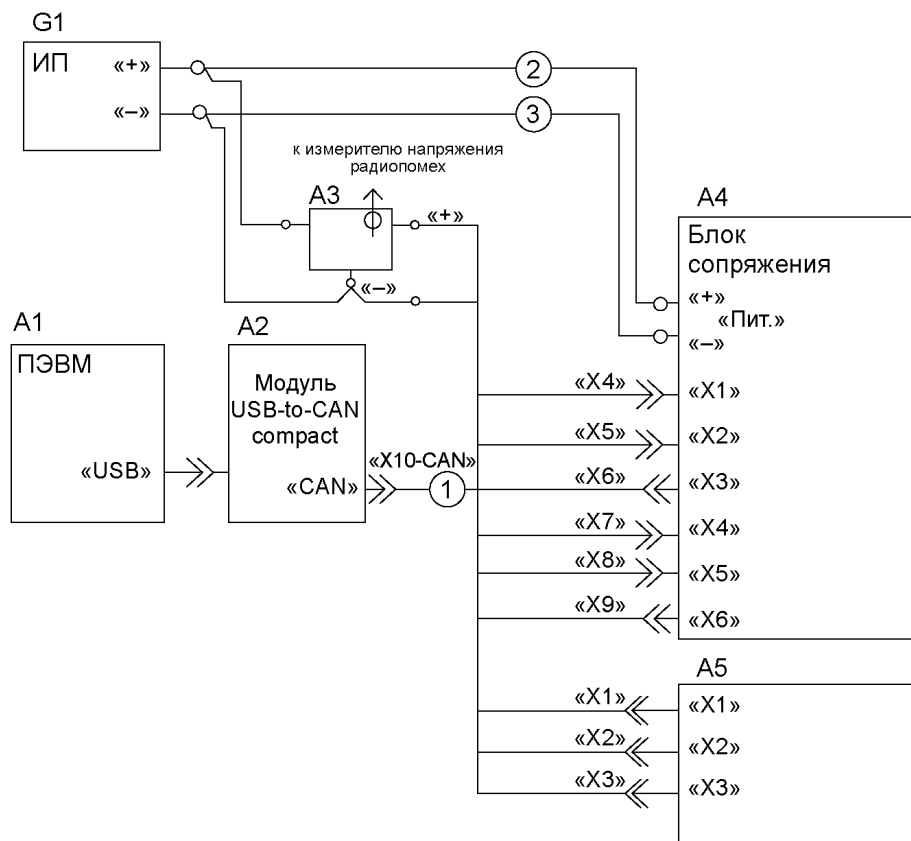 G1
ИП
«+»
«–»
2
3
к измерителю напряжения
радиопомех
A3
«+»
«–»
A4
Блок
сопряжения
«+»
«Пит.»
«–»
A1
ПЭВМ
«USB»
A2
Модуль
USB-to-CAN
compact
«CAN»
«X10-CAN»
1
«X4»
«X1»
«X5»
«X2»
«X6»
«X3»
«X7»
«X4»
«X8»
«X5»
«X9»
«X6»
A5
«X1»
«X1»
«X2»
«X2»
«X3»
«X3»